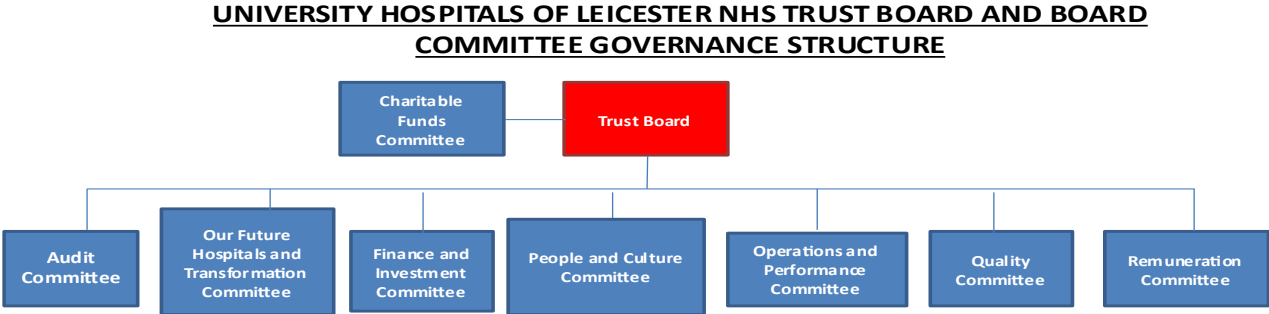 UNIVERSITY HOSPITALS OF LEICESTER NHS TRUST BOARD AND BOARD
COMMITTEE GOVERNANCE STRUCTURE
Charitable
Funds
Committee
Trust Board
Audit
Committee
Our Future
Hospitals and
Transformation
Committee
Finance and
Investment
Committee
People and Culture
Committee
Operations and
Performance
Committee
Quality
Committee
Remuneration
Committee